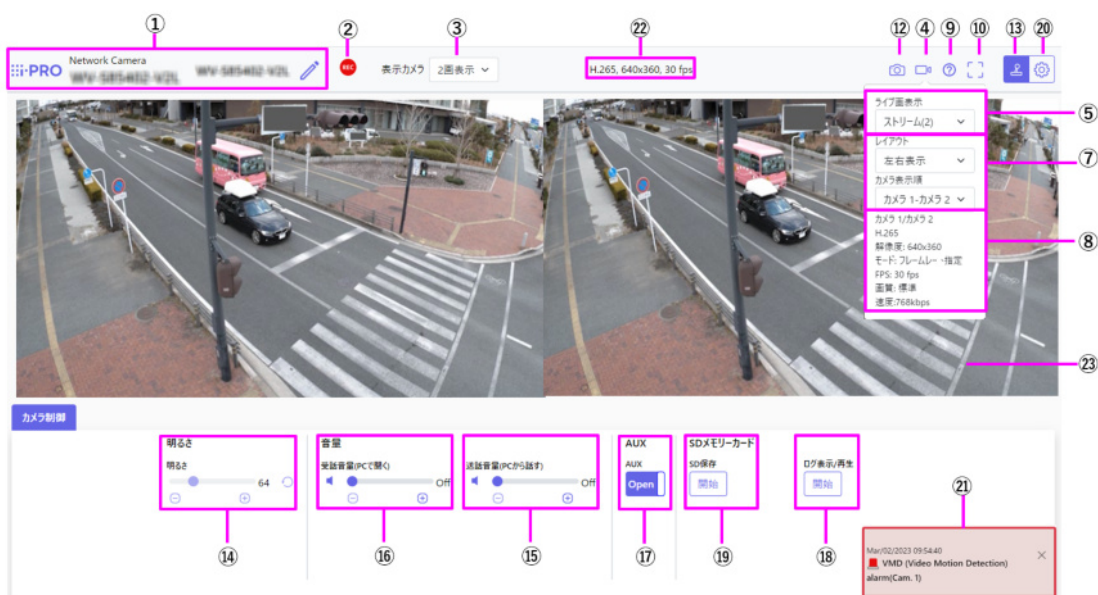 ① ② ③ ㉒ ⑫ ④ ⑨ ⑩ ⑬ ⑳
i-PRO Network Camera
REC
表示カメラ 2画表示
H.265, 640x360, 30 fps
ライブ画表示
ストリーム(2)
⑤
レイアウト
左右表示
⑦
カメラ表示順
カメラ 1-カメラ 2
カメラ 1/カメラ 2
H.265
⑧
解像度: 640x360
モード: フレームレート指定
FPS: 30 fps
画質: 標準
速度:768kbps
㉓
カメラ制御
明るさ
明るさ
64
⑭
音量
受話音量(PCで聞く)
Off
⑯
送話音量(PCから話す)
Off
⑮
AUX
AUX
Open
⑰
SDメモリーカード
SD保存
開始
⑲
ログ表示/再生
開始
⑱
㉑
Mar/02/2023 09:54:40
VMD (Video Motion Detection)
alarm(Cam. 1)